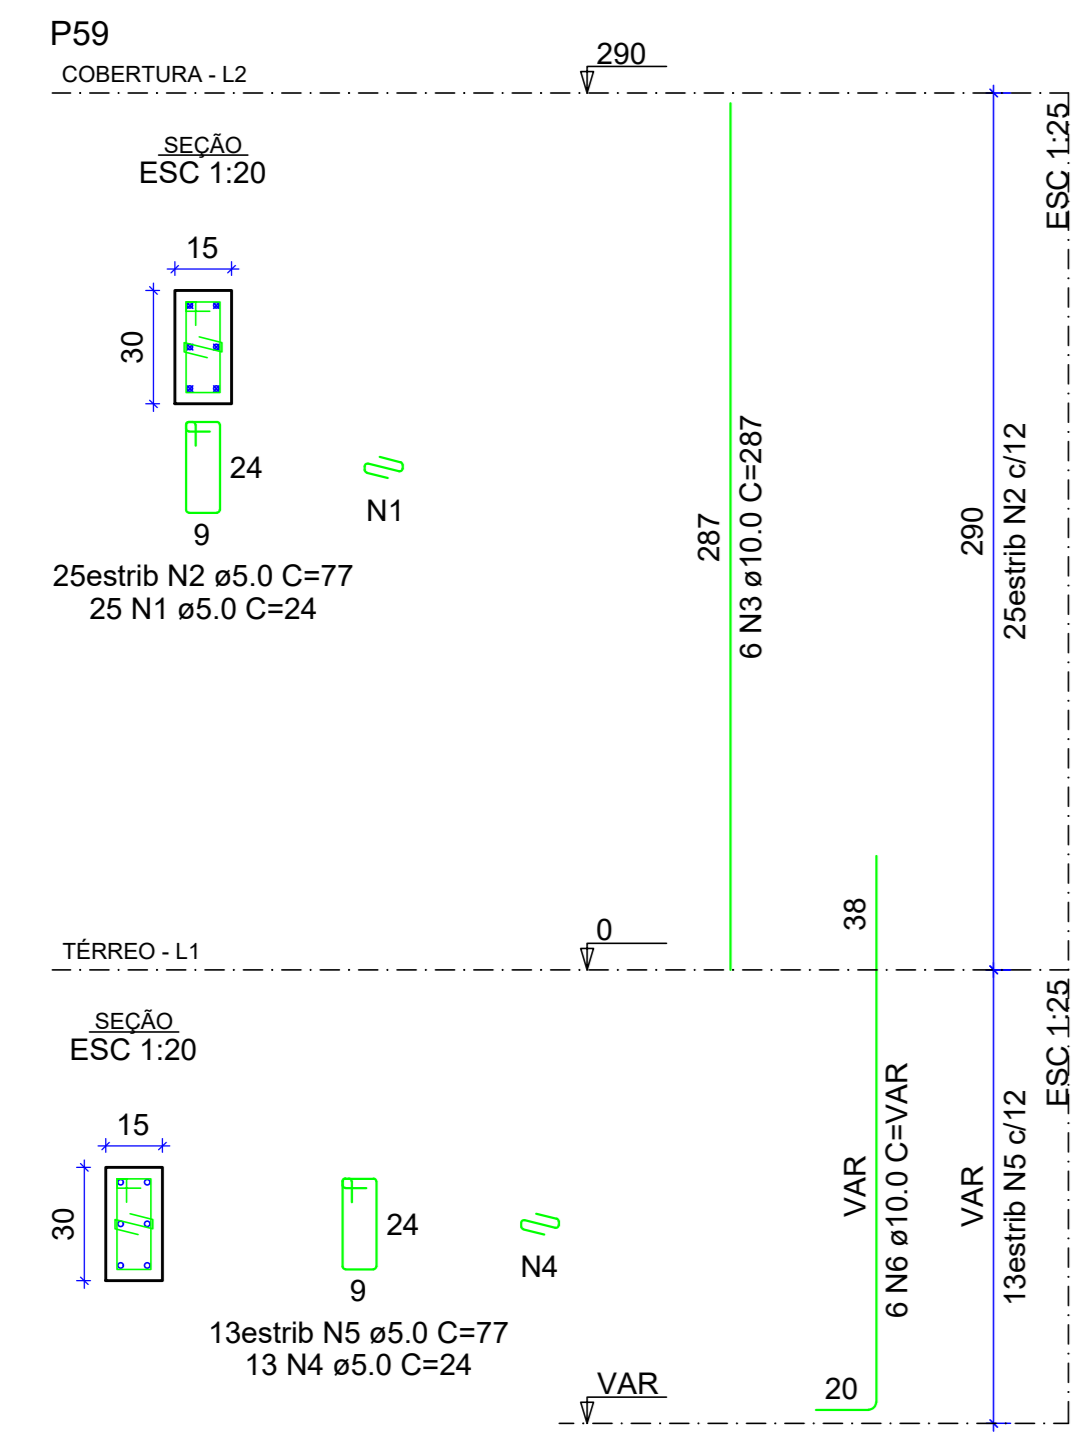 P59
COBERTURA - L2
290
ESC 1:25
SEÇÃO
ESC 1:20
15
30
24
9
N1
25estrib N2 ø5.0 C=77
25 N1 ø5.0 C=24
287
6 N3 ø10.0 C=287
290
25estrib N2 c/12
38
TÉRREO - L1
0
ESC 1:25
SEÇÃO
ESC 1:20
15
30
24
9
N4
13estrib N5 ø5.0 C=77
13 N4 ø5.0 C=24
VAR
6 N6 ø10.0 C=VAR
VAR
13estrib N5 c/12
20
VAR